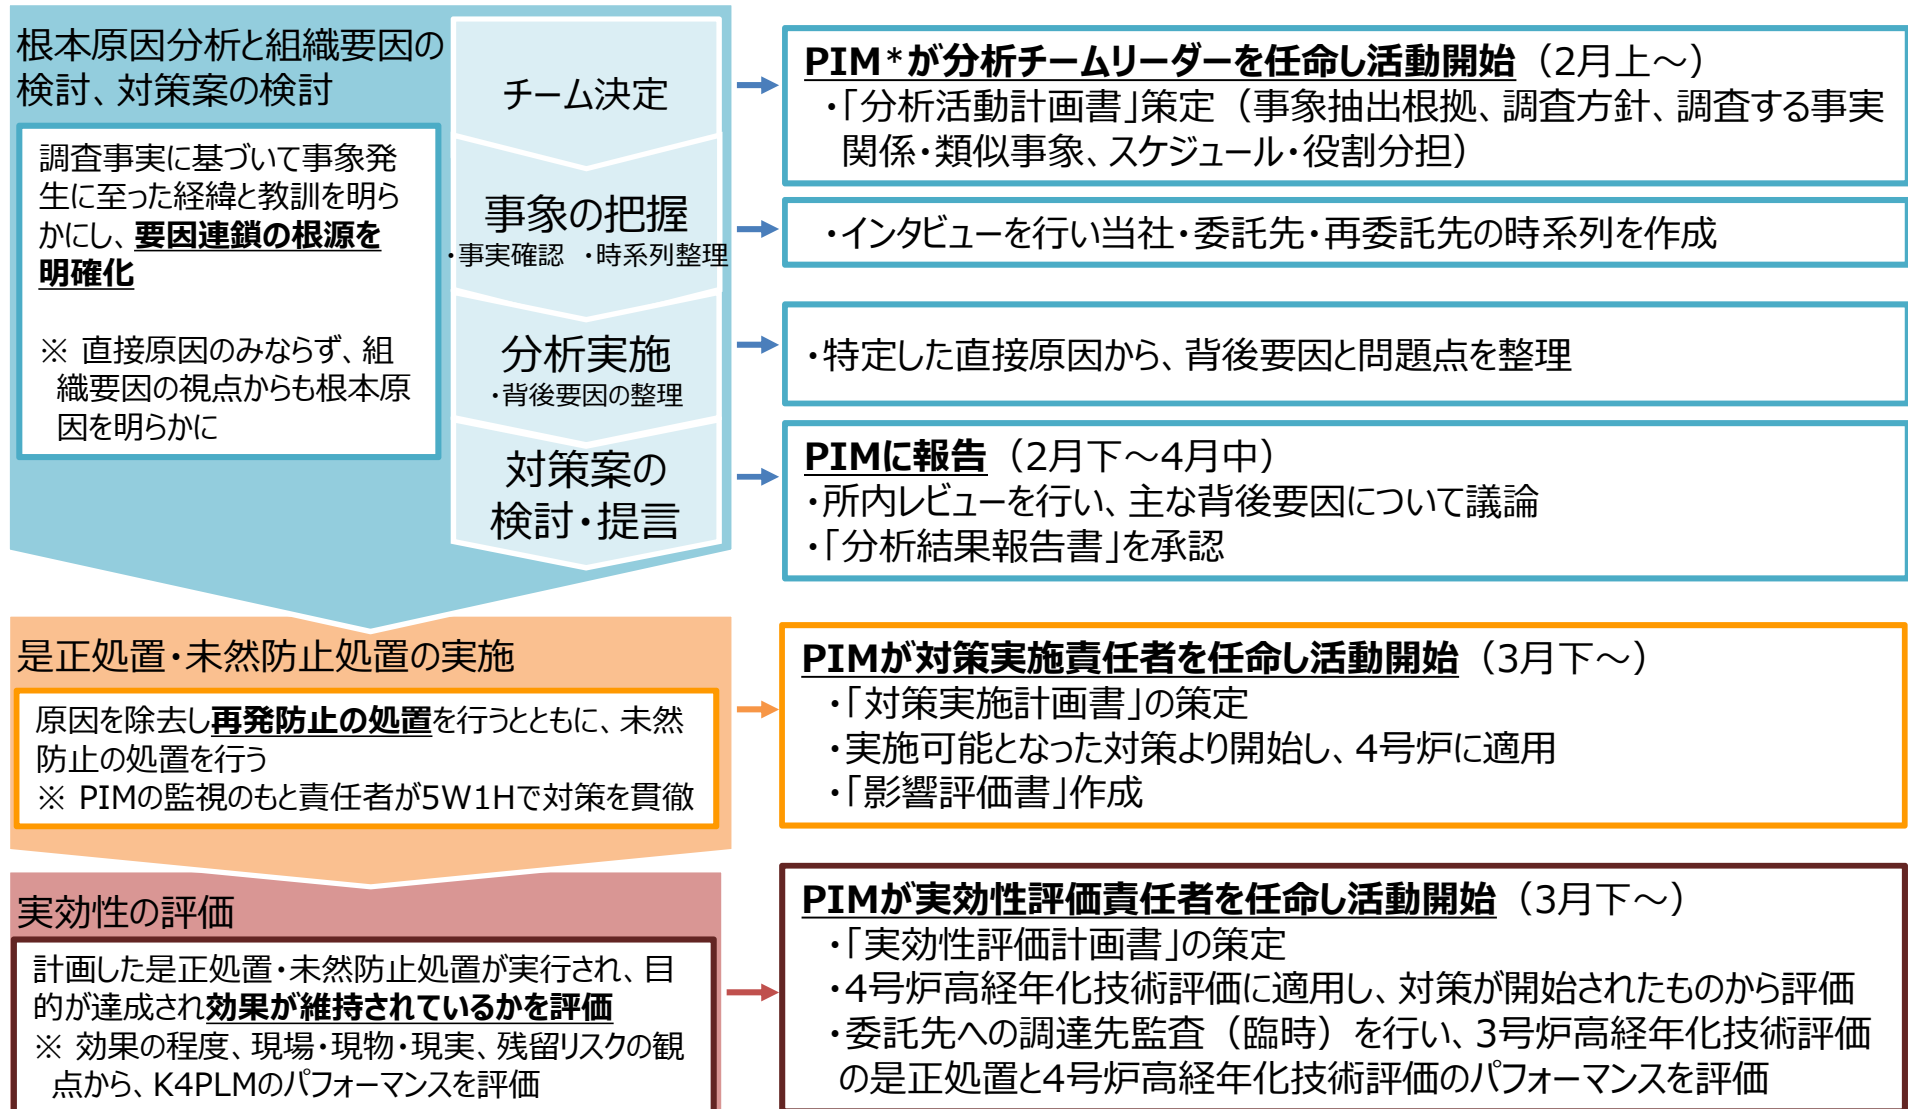 根本原因分析と組織要因の
検討、対策案の検討
調査事実に基づいて事象発
生に至った経緯と教訓を明ら
かにし、要因連鎖の根源を
明確化
※ 直接原因のみならず、組
織要因の視点からも根本原
因を明らかに
チーム決定
事象の把握
・事実確認 ・時系列整理
分析実施
・背後要因の整理
対策案の
検討・提言
PIM*が分析チームリーダーを任命し活動開始（2月上～）
・「分析活動計画書」策定（事象抽出根拠、調査方針、調査する事実
関係・類似事象、スケジュール・役割分担）
・インタビューを行い当社・委託先・再委託先の時系列を作成
・特定した直接原因から、背後要因と問題点を整理
PIMに報告（2月下～4月中）
・所内レビューを行い、主な背後要因について議論
・「分析結果報告書」を承認
是正処置・未然防止処置の実施
原因を除去し再発防止の処置を行うとともに、未然
防止の処置を行う
※ PIMの監視のもと責任者が5W1Hで対策を貫徹
PIMが対策実施責任者を任命し活動開始（3月下～）
・「対策実施計画書」の策定
・実施可能となった対策より開始し、4号炉に適用
・「影響評価書」作成
実効性の評価
計画した是正処置・未然防止処置が実行され、目
的が達成され効果が維持されているかを評価
※ 効果の程度、現場・現物・現実、残留リスクの観
点から、K4PLMのパフォーマンスを評価
PIMが実効性評価責任者を任命し活動開始（3月下～）
・「実効性評価計画書」の策定
・4号炉高経年化技術評価に適用し、対策が開始されたものから評価
・委託先への調達先監査（臨時）を行い、3号炉高経年化技術評価
の是正処置と4号炉高経年化技術評価のパフォーマンスを評価